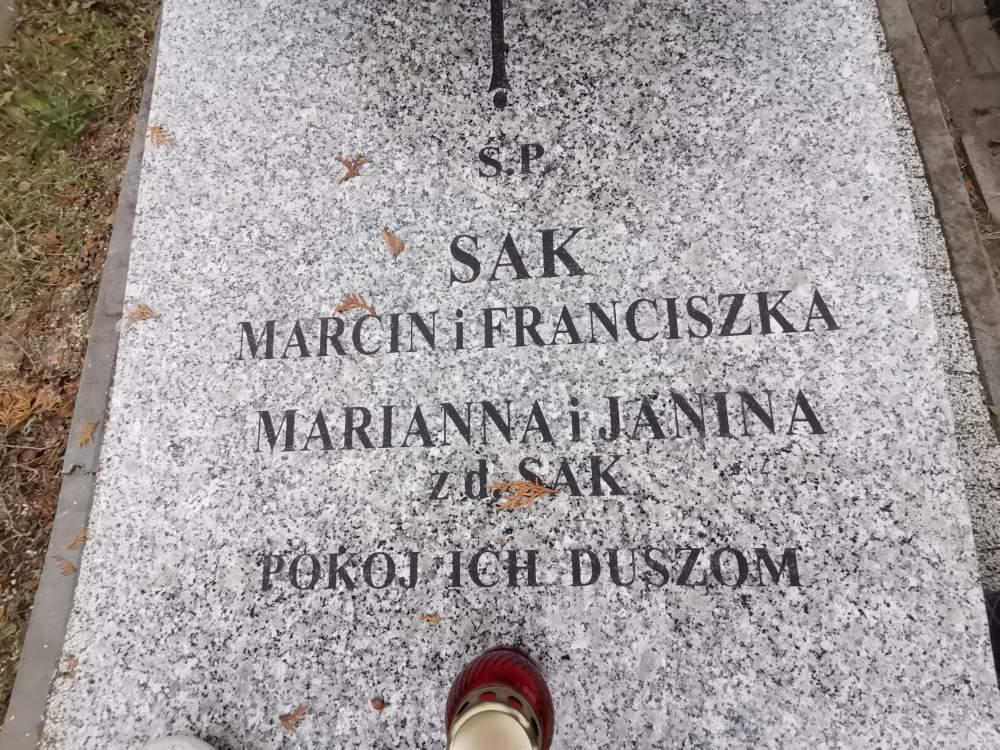 Ś.P.
SAK
MARCIN i FRANCISZKA
MARIANNA i JANINA
z d. SAK
POKÓJ ICH DUSZOM